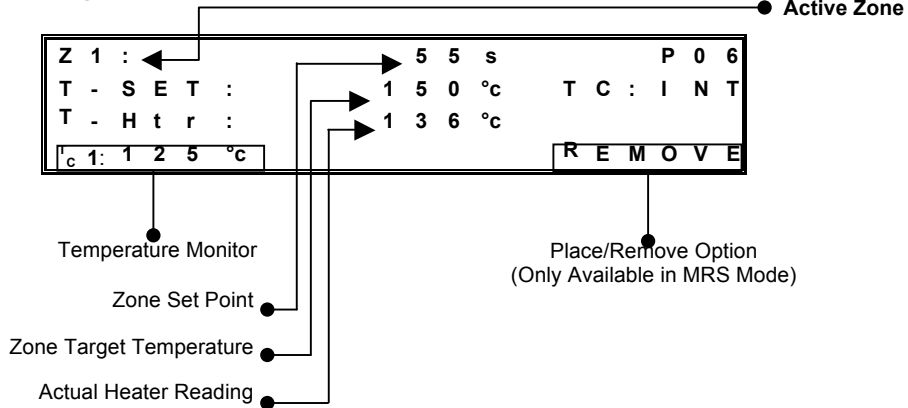 Active Zone
Z 1 : 5 5 s P 0 6
T - S E T : 1 5 0 °c T C : I N T
T - H t r : 1 3 6 °c
T c 1: 1 2 5 °c R E M O V E
Temperature Monitor
Place/Remove Option
(Only Available in MRS Mode)
Zone Set Point
Zone Target Temperature
Actual Heater Reading